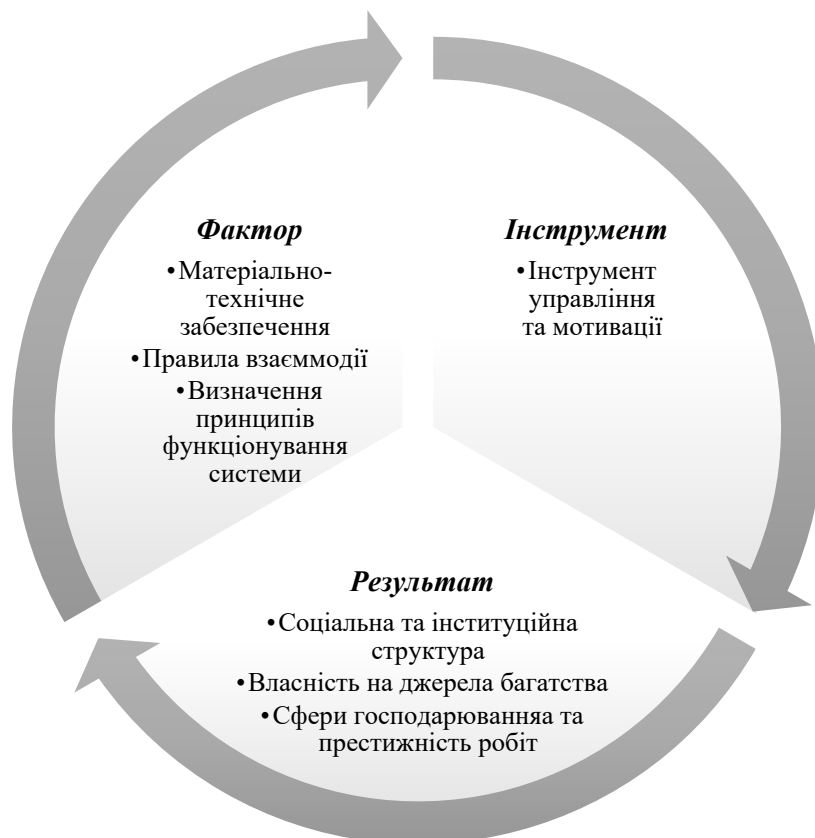 Фактор
•Матеріально-
технічне
забезпечення
•Правила взаєммодії
•Визначення
принципів
функціонування
системи
Інструмент
•Інструмент
управління
та мотивації
Результат
•Соціальна та інституційна
структура
•Власність на джерела багатства
•Сфери господарюванняа та
престижність робіт